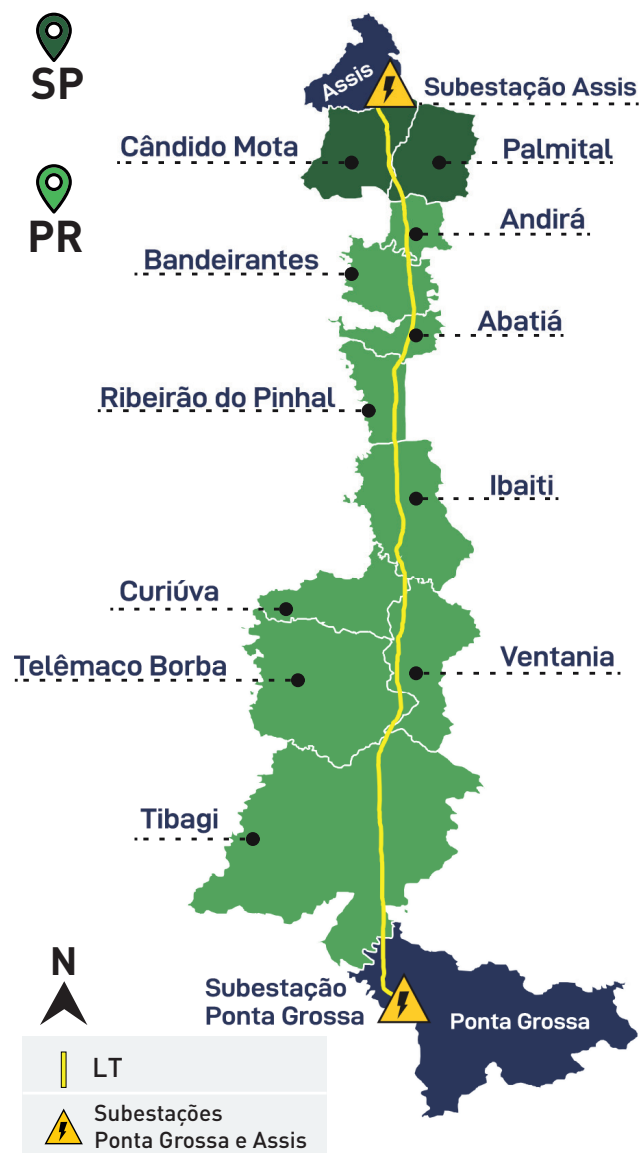 SP
Assis
Subestação Assis
Cândido Mota
Palmital
PR
Andirá
Bandeirantes
Abatiá
Ribeirão do Pinhal
Ibaiti
Curiúva
Telêmaco Borba
Ventania
Tibagi
N
Subestação
Ponta Grossa
Ponta Grossa
LT
Subestações
Ponta Grossa e Assis